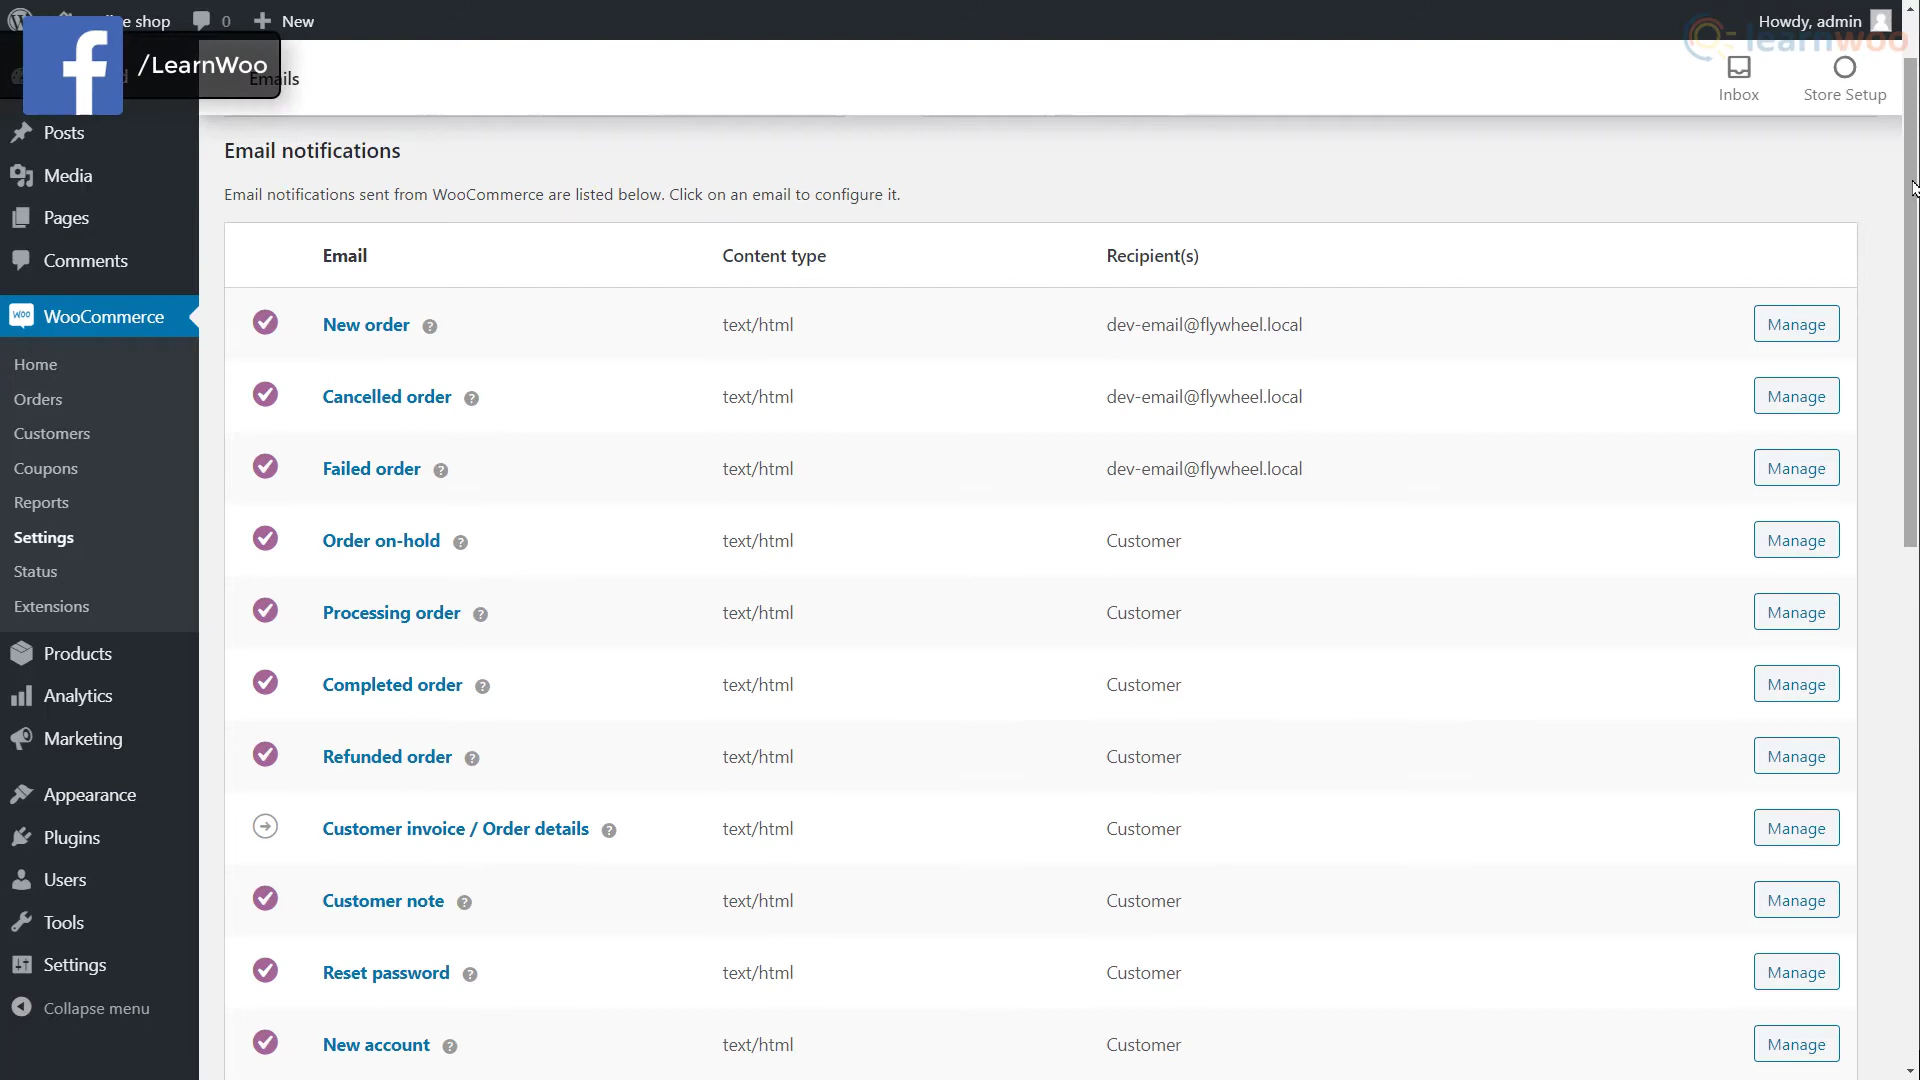 shop 0 New Howdy, admin
/LearnWoo
learnwoo
Emails
Inbox Store Setup
Posts
Media
Pages
Comments
WooCommerce
Home
Orders
Customers
Coupons
Reports
Settings
Status
Extensions
Products
Analytics
Marketing
Appearance
Plugins
Users
Tools
Settings
Collapse menu
Email notifications
Email notifications sent from WooCommerce are listed below. Click on an email to configure it.
Email Content type Recipient(s)
New order ? text/html dev-email@flywheel.local Manage
Cancelled order ? text/html dev-email@flywheel.local Manage
Failed order ? text/html dev-email@flywheel.local Manage
Order on-hold ? text/html Customer Manage
Processing order ? text/html Customer Manage
Completed order ? text/html Customer Manage
Refunded order ? text/html Customer Manage
Customer invoice / Order details ? text/html Customer Manage
Customer note ? text/html Customer Manage
Reset password ? text/html Customer Manage
New account ? text/html Customer Manage